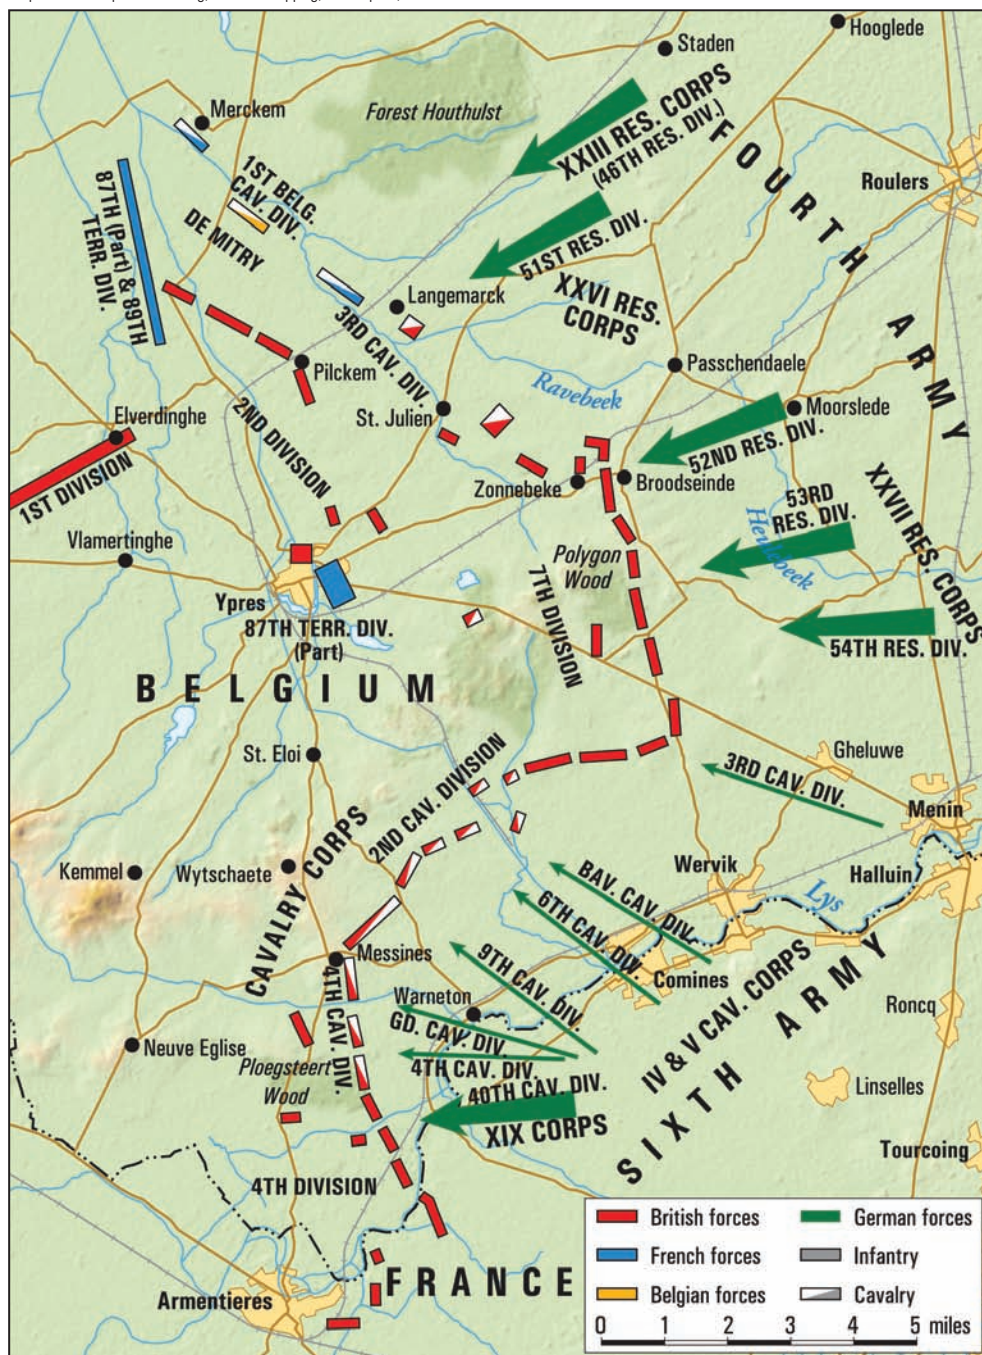 Hooglede
Staden
Forest Houthulst
Merckem
XXIII RES. CORPS
(46TH RES. DIV.)
FOURTH ARMY
Roulers
1ST BELG.
CAV. DIV.
87TH (Part) & 89TH
TERR. DIV.
DE MITRY
51ST RES. DIV.
XXVI RES.
CORPS
Langemarck
3RD CAV. DIV.
Pilckem
Passchendaele
Ravebeek
2ND DIVISION
St. Julien
Moorslede
Elverdinghe
52ND RES. DIV.
1ST DIVISION
Zonnebeke
Broodseinde
XXVII RES. CORPS
53RD
RES. DIV.
Heulebeek
Vlamertinghe
Polygon
Wood
7TH DIVISION
Ypres
87TH TERR. DIV.
(Part)
54TH RES. DIV.
BELGIUM
St. Eloi
Gheluwe
3RD CAV. DIV.
2ND CAV. DIVISION
Menin
Kemmel
Wytschaete
CAVALRY CORPS
Wervik
Halluin
BAV. CAV. DIV.
Lys
6TH CAV. DIV.
Messines
9TH CAV. DIV.
Comines
4TH CAV. DIV.
Warneton
IV & V CAV. CORPS
SIXTH ARMY
Roncq
GD. CAV. DIV.
Neuve Eglise
Ploegsteert
Wood
4TH CAV. DIV.
40TH CAV. DIV.
Linselles
XIX CORPS
Tourcoing
4TH DIVISION
FRANCE
Armentieres
British forces
German forces
French forces
Infantry
Belgian forces
Cavalry
0 1 2 3 4 5 miles